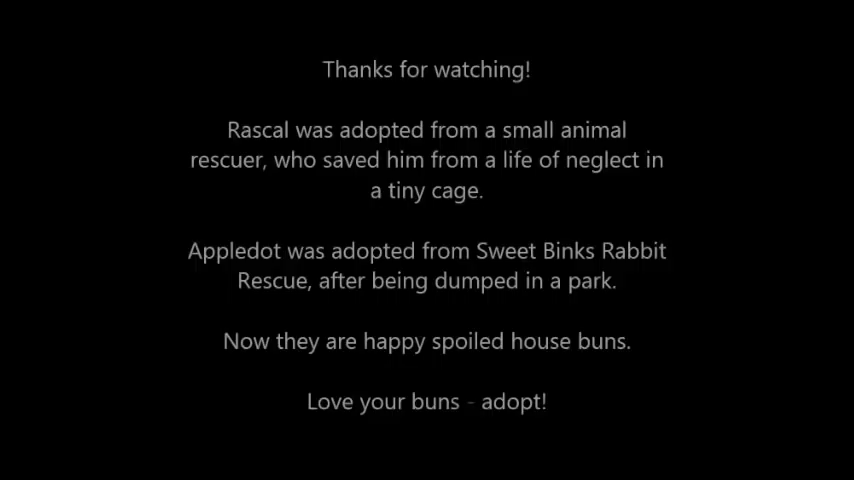 Thanks for watching!
Rascal was adopted from a small animal
rescuer, who saved him from a life of neglect in
a tiny cage.
Appledot was adopted from Sweet Binks Rabbit
Rescue, after being dumped in a park.
Now they are happy spoiled house buns.
Love your buns - adopt!